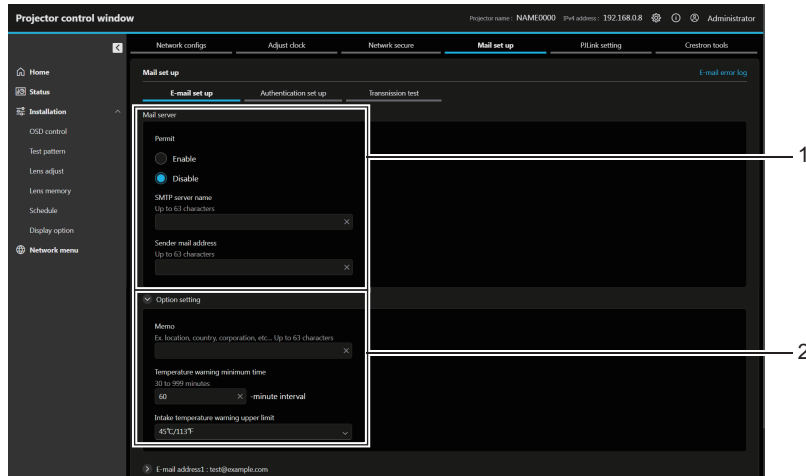 Projector control window
Projector name : NAME0000 IPv4 address : 192.168.0.8 Administrator
Network configs Adjust clock Network secure Mail set up PJLink setting Crestron tools
Home
Status
Installation
OSD control
Test pattern
Lens adjust
Lens memory
Schedule
Display option
Network menu
Mail set up E-mail error log
E-mail set up Authentication set up Transmission test
Mail server
Permit
Enable
Disable
SMTP server name
Up to 63 characters
Sender mail address
Up to 63 characters
1
Option setting
Memo
Ex. location, country, corporation, etc... Up to 63 characters
2
Temperature warning minimum time
30 to 999 minutes
60 -minute interval
Intake temperature warning upper limit
45℃/113℉
E-mail address1 : test@example.com